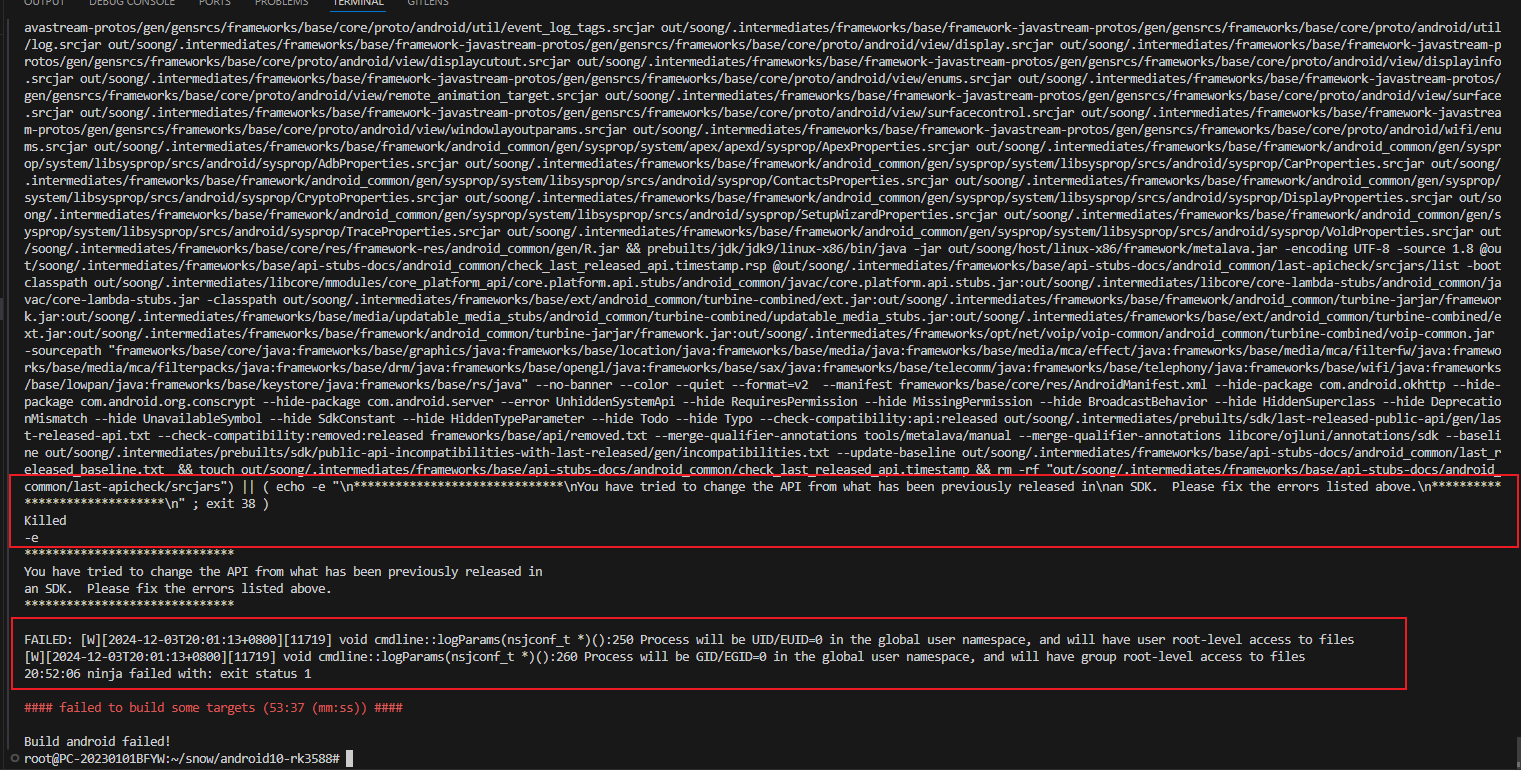 OUTPUT DEBUG CONSOLE PORTS PROBLEMS TERMINAL GITLENS
avastream-protos/gen/gensrcs/frameworks/base/core/proto/android/util/event_log_tags.srcjar out/soong/.intermediates/frameworks/base/framework-javastream-protos/gen/gensrcs/frameworks/base/core/proto/android/util
/log.srcjar out/soong/.intermediates/frameworks/base/framework-javastream-protos/gen/gensrcs/frameworks/base/core/proto/android/view/display.srcjar out/soong/.intermediates/frameworks/base/framework-javastream-p
rotos/gen/gensrcs/frameworks/base/core/proto/android/view/displaycutout.srcjar out/soong/.intermediates/frameworks/base/framework-javastream-protos/gen/gensrcs/frameworks/base/core/proto/android/view/displayinfo
.srcjar out/soong/.intermediates/frameworks/base/framework-javastream-protos/gen/gensrcs/frameworks/base/core/proto/android/view/enums.srcjar out/soong/.intermediates/frameworks/base/framework-javastream-protos/
gen/gensrcs/frameworks/base/core/proto/android/view/remote_animation_target.srcjar out/soong/.intermediates/frameworks/base/framework-javastream-protos/gen/gensrcs/frameworks/base/core/proto/android/view/surface
.srcjar out/soong/.intermediates/frameworks/base/framework-javastream-protos/gen/gensrcs/frameworks/base/core/proto/android/view/surfacecontrol.srcjar out/soong/.intermediates/frameworks/base/framework-javastrea
m-protos/gen/gensrcs/frameworks/base/core/proto/android/view/windowlayoutparams.srcjar out/soong/.intermediates/frameworks/base/framework-javastream-protos/gen/gensrcs/frameworks/base/core/proto/android/wifi/enu
ms.srcjar out/soong/.intermediates/frameworks/base/framework/android_common/gen/sysprop/system/apex/apexd/sysprop/ApexProperties.srcjar out/soong/.intermediates/frameworks/base/framework/android_common/gen/syspr
op/system/libsysprop/srcs/android/sysprop/AdbProperties.srcjar out/soong/.intermediates/frameworks/base/framework/android_common/gen/sysprop/system/libsysprop/srcs/android/sysprop/CarProperties.srcjar out/soong/
.intermediates/frameworks/base/framework/android_common/gen/sysprop/system/libsysprop/srcs/android/sysprop/ContactsProperties.srcjar out/soong/.intermediates/frameworks/base/framework/android_common/gen/sysprop/
system/libsysprop/srcs/android/sysprop/CryptoProperties.srcjar out/soong/.intermediates/frameworks/base/framework/android_common/gen/sysprop/system/libsysprop/srcs/android/sysprop/DisplayProperties.srcjar out/so
ong/.intermediates/frameworks/base/framework/android_common/gen/sysprop/system/libsysprop/srcs/android/sysprop/SetupWizardProperties.srcjar out/soong/.intermediates/frameworks/base/framework/android_common/gen/s
ysprop/system/libsysprop/srcs/android/sysprop/TraceProperties.srcjar out/soong/.intermediates/frameworks/base/framework/android_common/gen/sysprop/system/libsysprop/srcs/android/sysprop/VoldProperties.srcjar out
/soong/.intermediates/frameworks/base/core/res/framework-res/android_common/gen/R.jar && prebuilts/jdk/jdk9/linux-x86/bin/java -jar out/soong/host/linux-x86/framework/metalava.jar -encoding UTF-8 -source 1.8 @ou
t/soong/.intermediates/frameworks/base/api-stubs-docs/android_common/check_last_released_api.timestamp.rsp @out/soong/.intermediates/frameworks/base/api-stubs-docs/android_common/last-apicheck/srcjars/list -boot
classpath out/soong/.intermediates/libcore/mmodules/core_platform_api/core.platform.api.stubs/android_common/javac/core.platform.api.stubs.jar:out/soong/.intermediates/libcore/core-lambda-stubs/android_common/ja
vac/core-lambda-stubs.jar -classpath out/soong/.intermediates/frameworks/base/ext/android_common/turbine-combined/ext.jar:out/soong/.intermediates/frameworks/base/framework/android_common/turbine-jarjar/framewor
k.jar:out/soong/.intermediates/frameworks/base/media/updatable_media_stubs/android_common/turbine-combined/updatable_media_stubs.jar:out/soong/.intermediates/frameworks/base/ext/android_common/turbine-combined/e
xt.jar:out/soong/.intermediates/frameworks/base/framework/android_common/turbine-jarjar/framework.jar:out/soong/.intermediates/frameworks/opt/net/voip/voip-common/android_common/turbine-combined/voip-common.jar
-sourcepath "frameworks/base/core/java:frameworks/base/graphics/java:frameworks/base/location/java:frameworks/base/media/java:frameworks/base/media/mca/effect/java:frameworks/base/media/mca/filterfw/java:framewor
ks/base/media/mca/filterpacks/java:frameworks/base/drm/java:frameworks/base/opengl/java:frameworks/base/sax/java:frameworks/base/telecomm/java:frameworks/base/telephony/java:frameworks/base/wifi/java:frameworks
/base/lowpan/java:frameworks/base/keystore/java:frameworks/base/rs/java" --no-banner --color --quiet --format=v2  --manifest frameworks/base/core/res/AndroidManifest.xml --hide-package com.android.okhttp --hide-
package com.android.org.conscrypt --hide-package com.android.server --error UnhiddenSystemApi --hide RequiresPermission --hide MissingPermission --hide BroadcastBehavior --hide HiddenSuperclass --hide Deprecatio
nMismatch --hide UnavailableSymbol --hide SdkConstant --hide HiddenTypeParameter --hide Todo --hide Typo --check-compatibility:api:released out/soong/.intermediates/prebuilts/sdk/last-released-public-api/gen/las
t-released-api.txt --check-compatibility:removed:released frameworks/base/api/removed.txt --merge-qualifier-annotations tools/metalava/manual --merge-qualifier-annotations libcore/ojluni/annotations/sdk --baseli
ne out/soong/.intermediates/prebuilts/sdk/public-api-incompatibilities-with-last-released/gen/incompatibilities.txt --update-baseline out/soong/.intermediates/frameworks/base/api-stubs-docs/android_common/last_r
eleased_baseline.txt  && touch out/soong/.intermediates/frameworks/base/api-stubs-docs/android_common/check_last_released_api.timestamp && rm -rf "out/soong/.intermediates/frameworks/base/api-stubs-docs/android_
common/last-apicheck/srcjars") || ( echo -e "\n******************************\nYou have tried to change the API from what has been previously released in\nan SDK.  Please fix the errors listed above.\n**********
********************\n" ; exit 38 )
Killed
-e
******************************
You have tried to change the API from what has been previously released in
an SDK.  Please fix the errors listed above.
******************************
FAILED: [W][2024-12-03T20:01:13+0800][11719] void cmdline::logParams(nsjconf_t *)():250 Process will be UID/EUID=0 in the global user namespace, and will have user root-level access to files
[W][2024-12-03T20:01:13+0800][11719] void cmdline::logParams(nsjconf_t *)():260 Process will be GID/EGID=0 in the global user namespace, and will have group root-level access to files
20:52:06 ninja failed with: exit status 1
#### failed to build some targets (53:37 (mm:ss)) ####
Build android failed!
root@PC-20230101BFYW:~/snow/android10-rk3588#